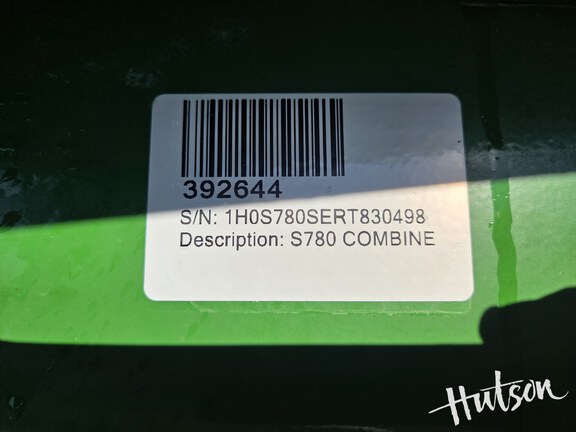 392644
S/N: 1H0S780SERT830498
Description: S780 COMBINE
Hutson